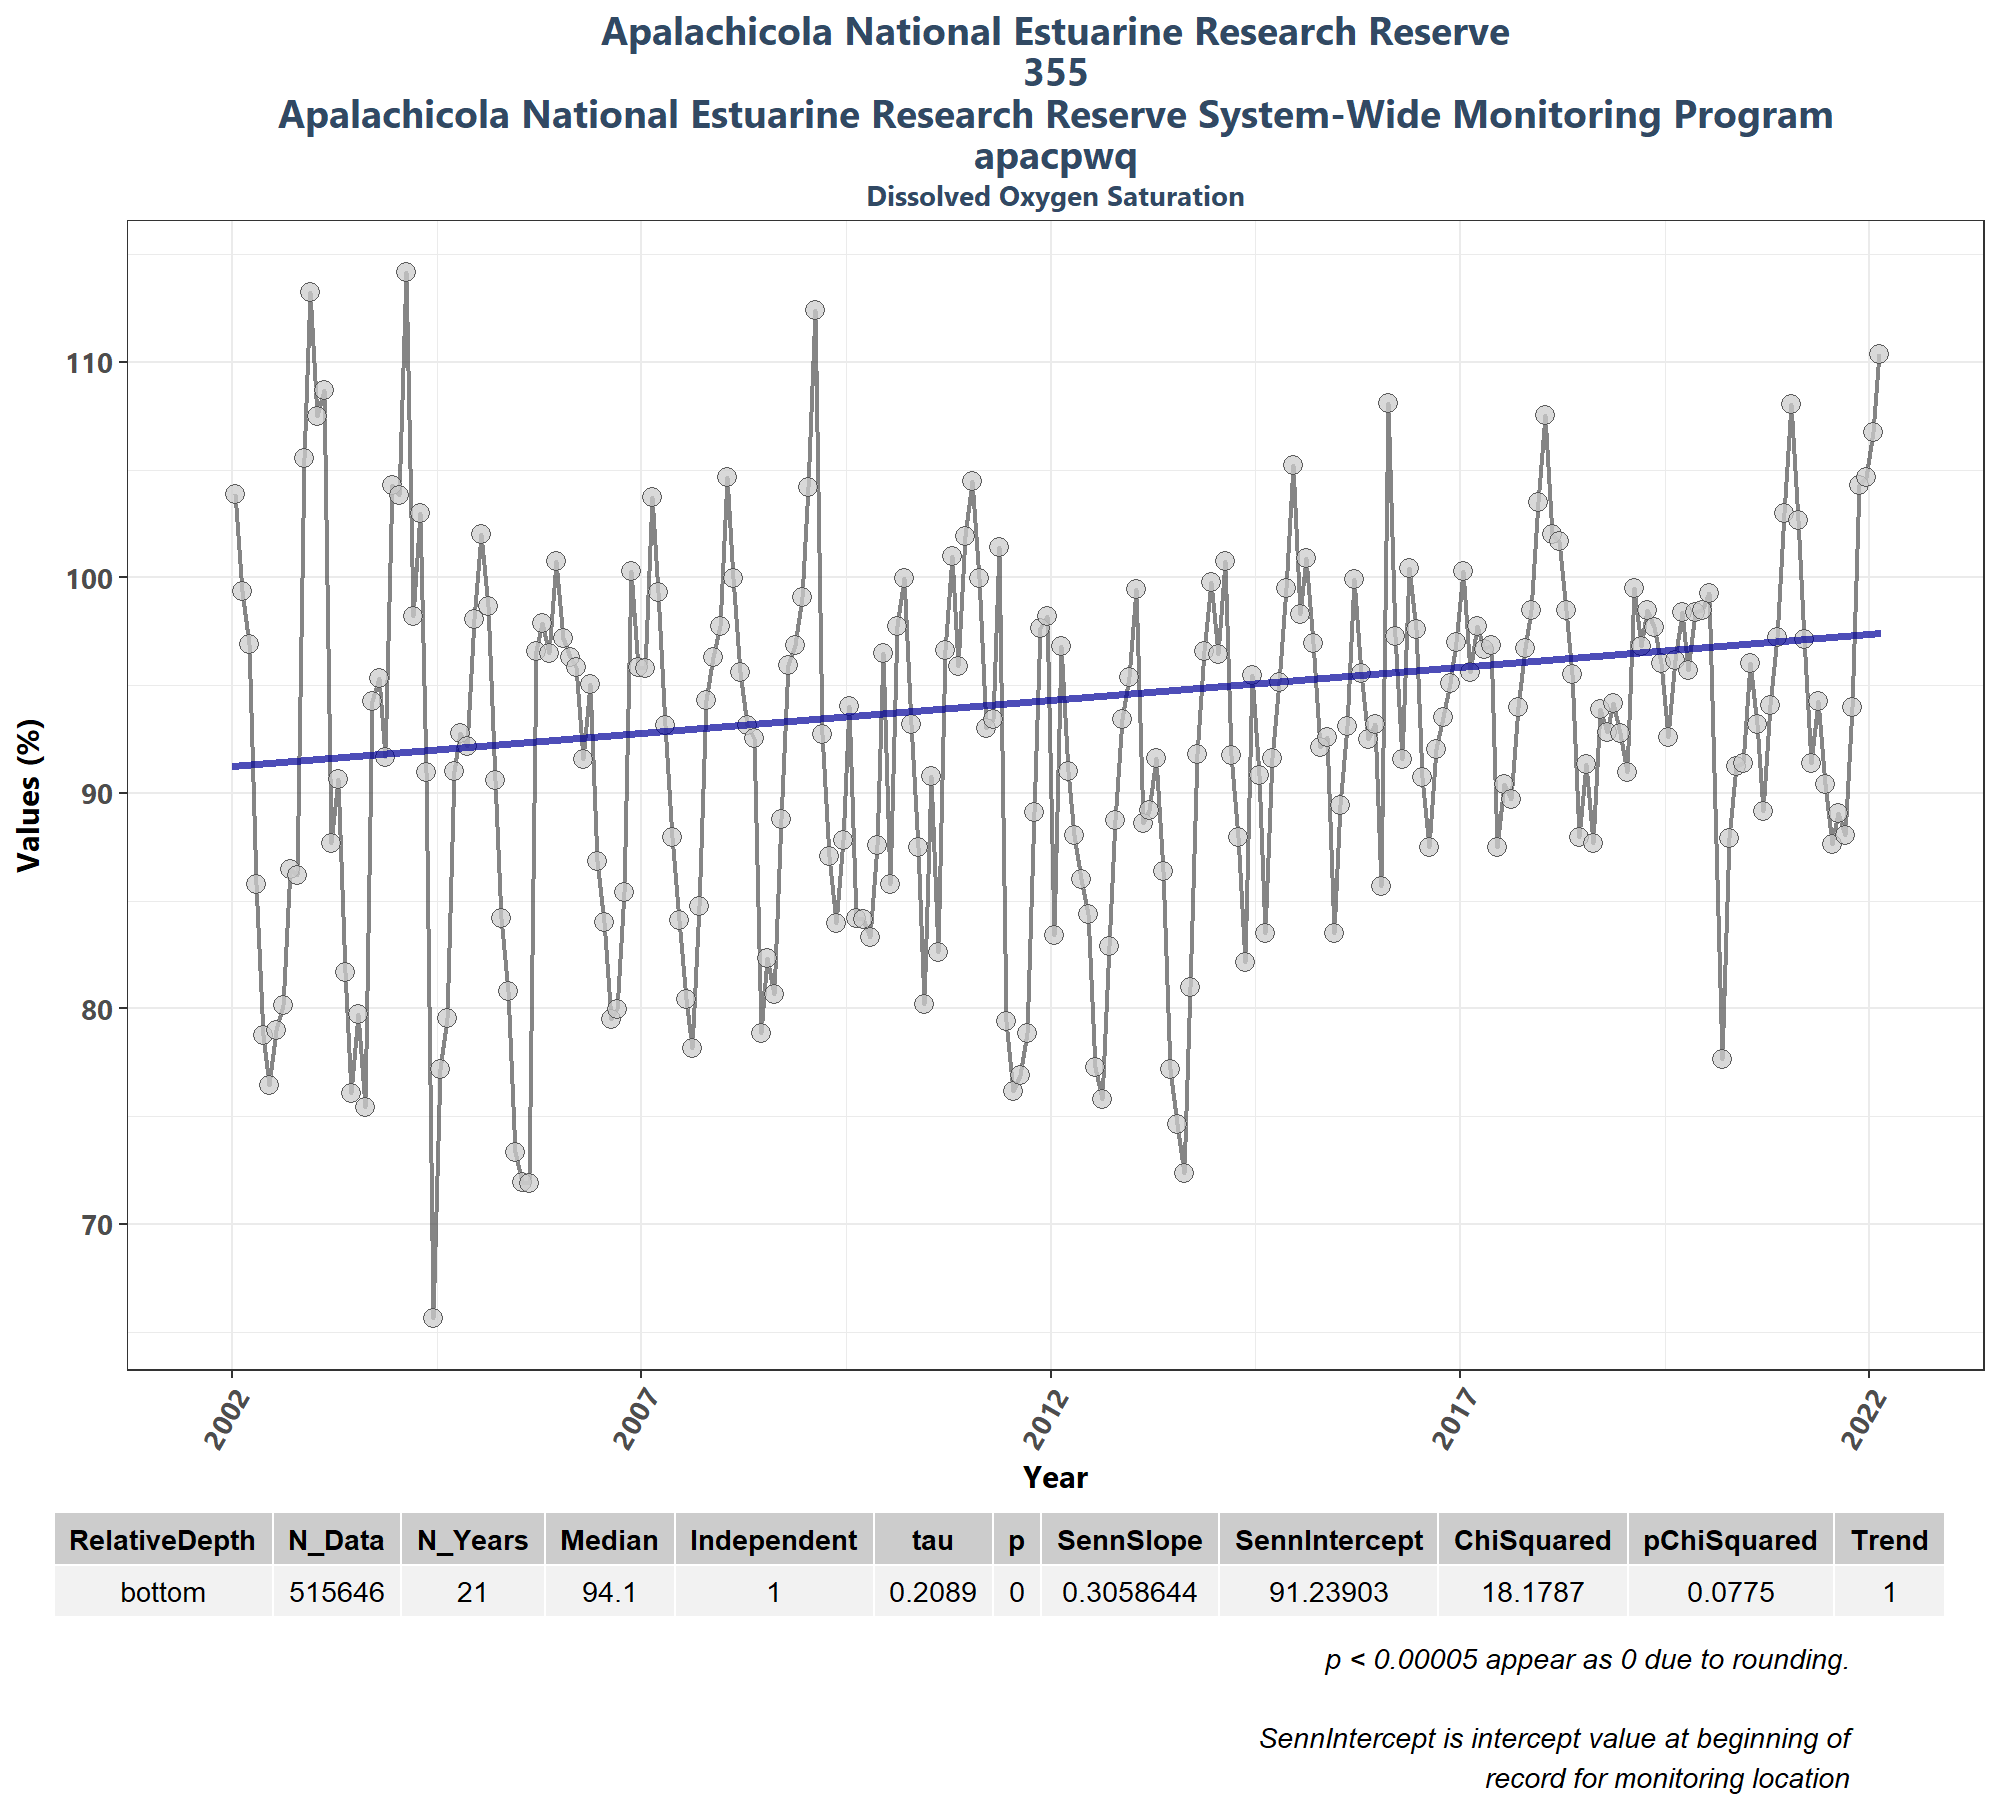 Apalachicola National Estuarine Research Reserve
355
Apalachicola National Estuarine Research Reserve System-Wide Monitoring Program
apacpwq
Dissolved Oxygen Saturation
110
100
90
80
70
Values (%)
2002 2007 2012 2017 2022
Year
RelativeDepth N_Data N_Years Median Independent tau p SennSlope SennIntercept ChiSquared pChiSquared Trend
bottom 515646 21 94.1 1 0.2089 0 0.3058644 91.23903 18.1787 0.0775 1
p < 0.00005 appear as 0 due to rounding.
SennIntercept is intercept value at beginning of
record for monitoring location